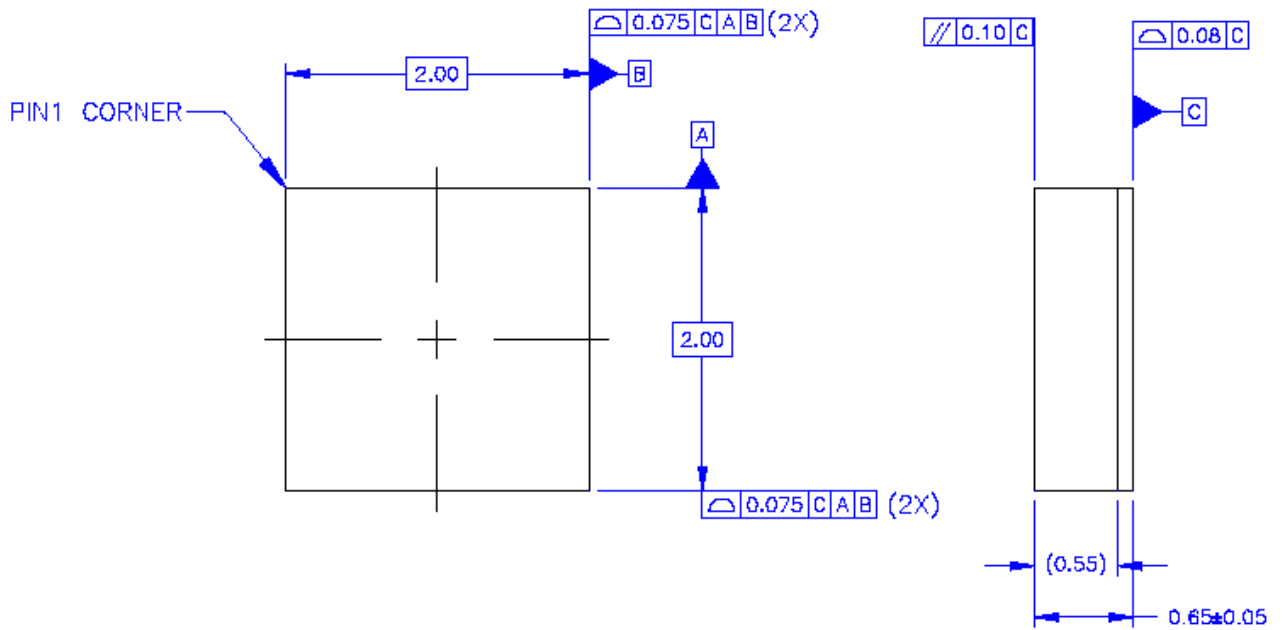 ⌓ 0.075 C A B (2X)
// 0.10 C
⌓ 0.08 C
2.00
B
PIN1 CORNER
C
A
2.00
⌓ 0.075 C A B (2X)
(0.55)
0.65±0.05